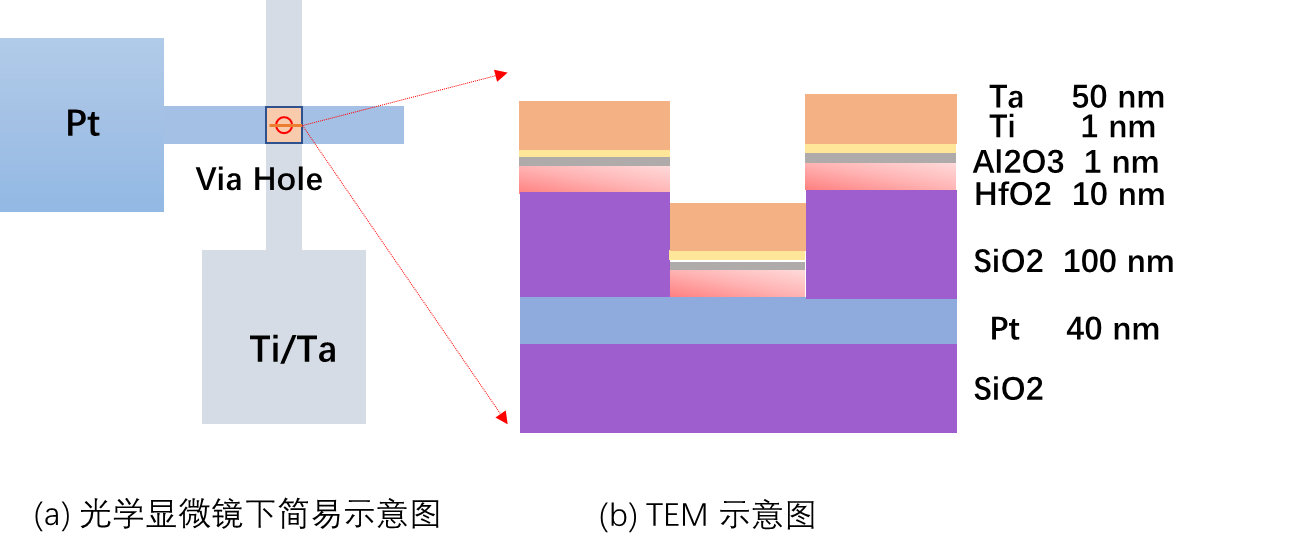 Pt
Via Hole
Ti/Ta
Ta 50 nm
Ti 1 nm
Al2O3 1 nm
HfO2 10 nm
SiO2 100 nm
Pt 40 nm
SiO2
(a) 光学显微镜下简易示意图
(b) TEM 示意图